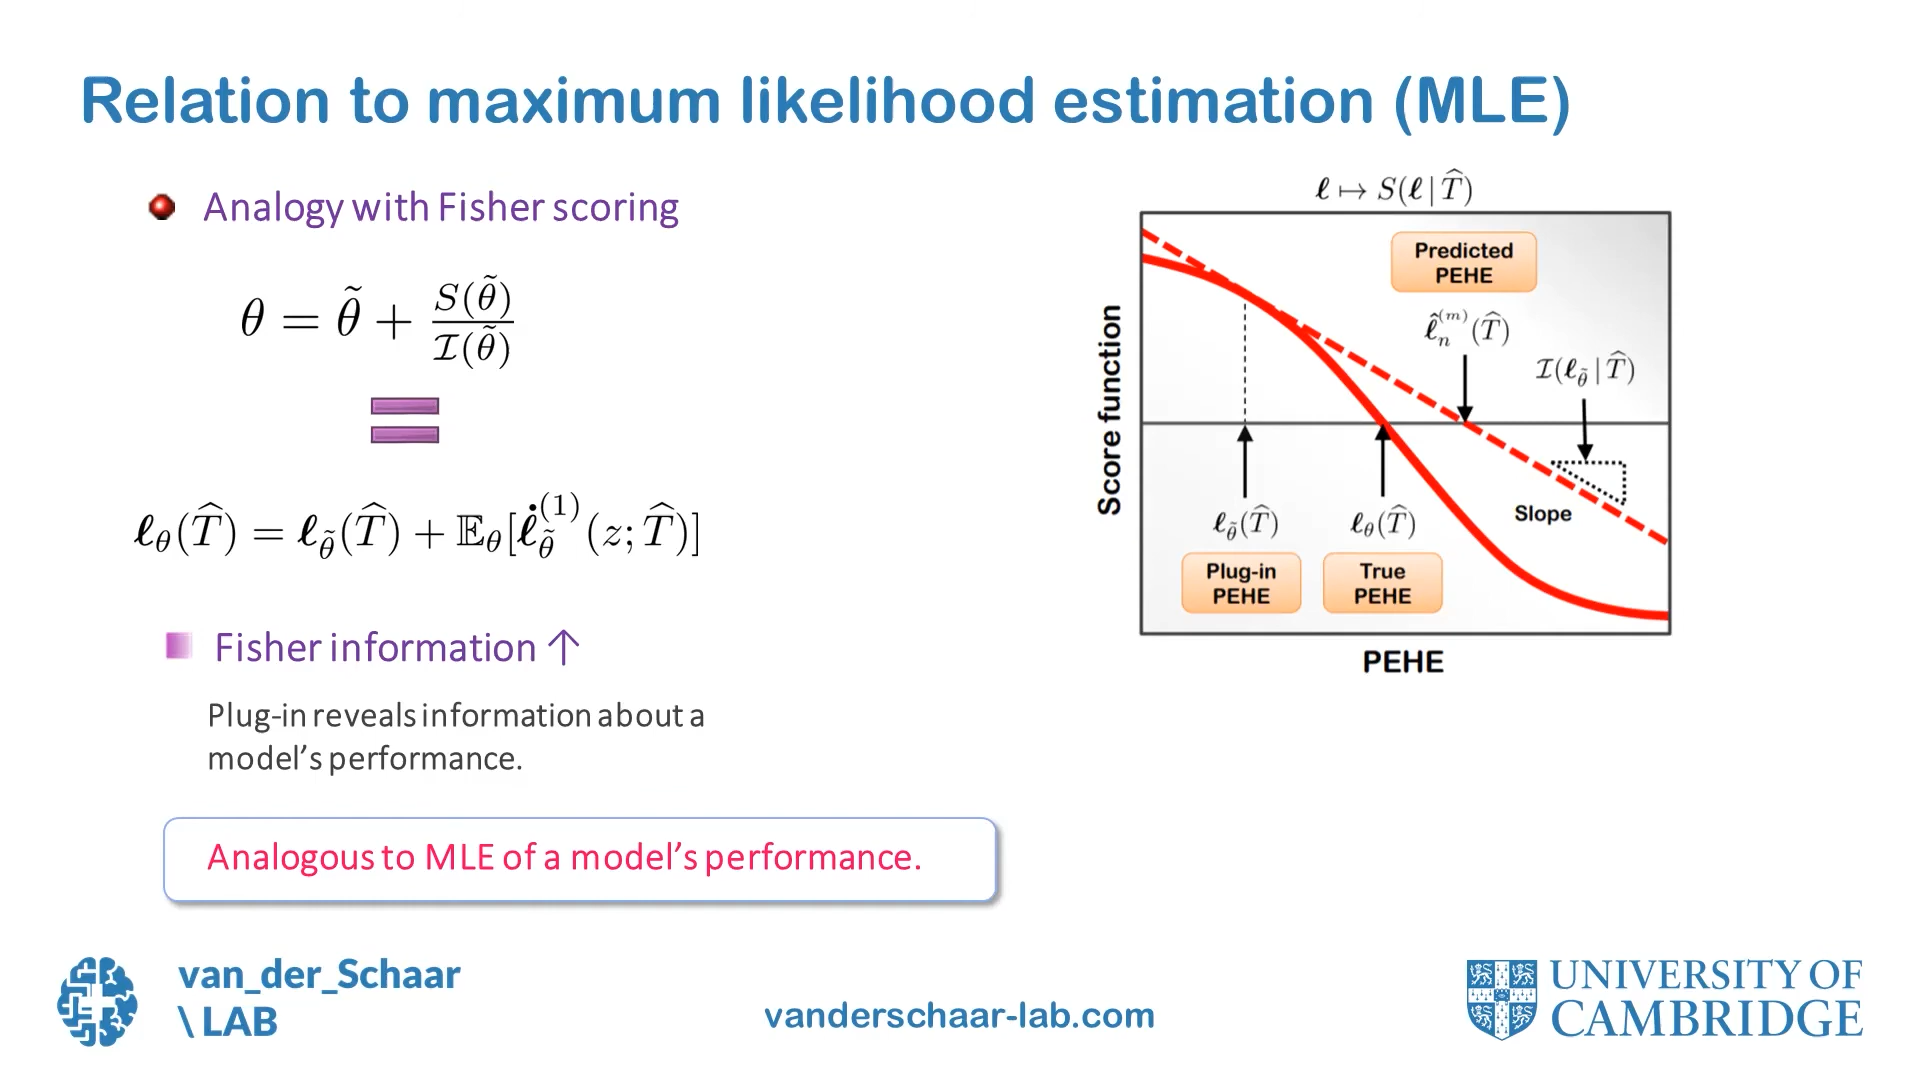 Relation to maximum likelihood estimation (MLE)
Analogy with Fisher scoring
θ = θ̃ + S(θ̃) / ℐ(θ̃)
=
ℓ_θ(T̂) = ℓ_θ̃(T̂) + 𝔼_θ[ℓ̇_θ̃^(1)(z; T̂)]
Fisher information ↑
Plug-in reveals information about a
model’s performance.
Analogous to MLE of a model’s performance.
ℓ ↦ S(ℓ | T̂)
Score function
Predicted
PEHE
ℓ̂_n^(m)(T̂)
ℐ(ℓ_θ̃ | T̂)
Slope
ℓ_θ̃(T̂)
ℓ_θ(T̂)
Plug-in
PEHE
True
PEHE
PEHE
van_der_Schaar
\ LAB
vanderschaar-lab.com
UNIVERSITY OF
CAMBRIDGE